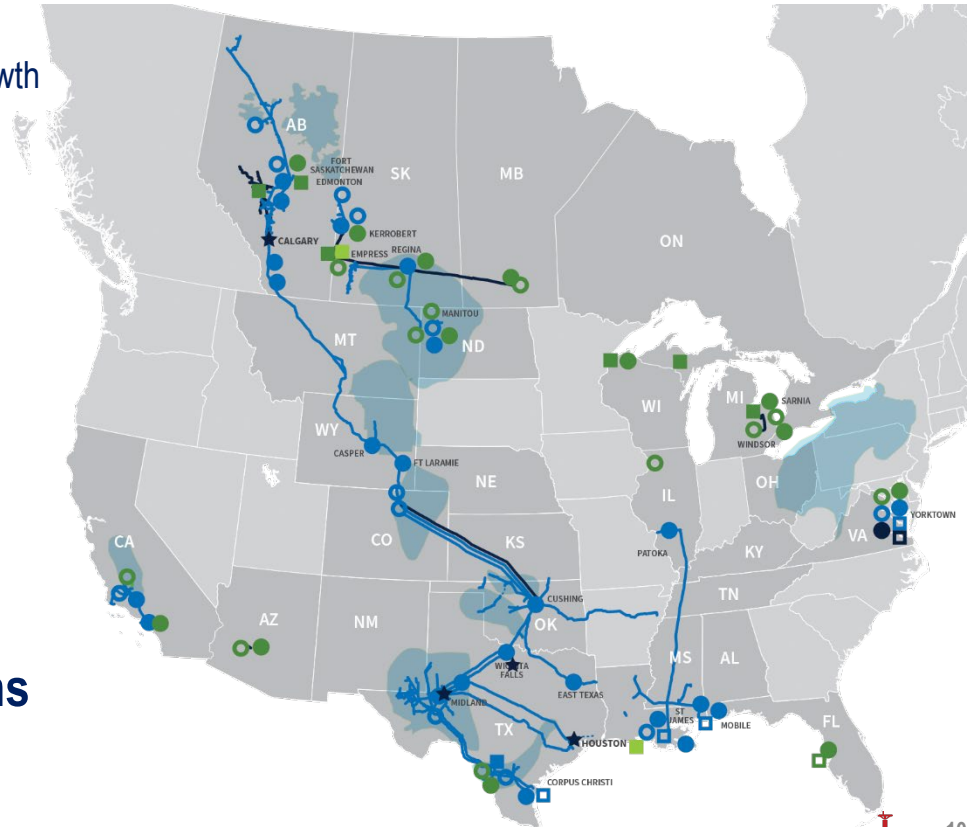 wth
AB
FORT
SASKATCHEWAN
EDMONTON
SK
MB
ON
KERROBERT
CALGARY
EMPRESS
REGINA
MANITOU
MT
ND
WI
MI
SARNIA
WINDSOR
WY
CASPER
FT LARAMIE
NE
IL
OH
YORKTOWN
VA
CA
CO
KS
PATOKA
KY
CUSHING
TN
AZ
NM
OK
WICHITA
FALLS
MS
AL
EAST TEXAS
MIDLAND
ns
ST
JAMES
MOBILE
TX
FL
HOUSTON
CORPUS CHRISTI